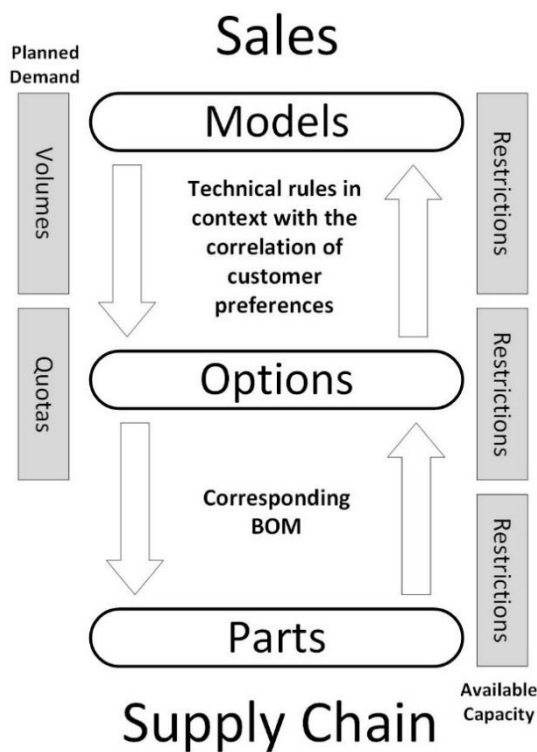 Sales
Planned
Demand
Models
Volumes
Restrictions
Technical rules in
context with the
correlation of
customer
preferences
Options
Quotas
Restrictions
Corresponding
BOM
Restrictions
Parts
Available
Capacity
Supply Chain